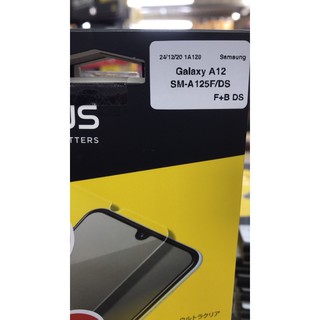 24/12/20 1A120 Samsung
Galaxy A12
SM-A125F/DS
F+B DS
US
TTERS
ウルトラクリア